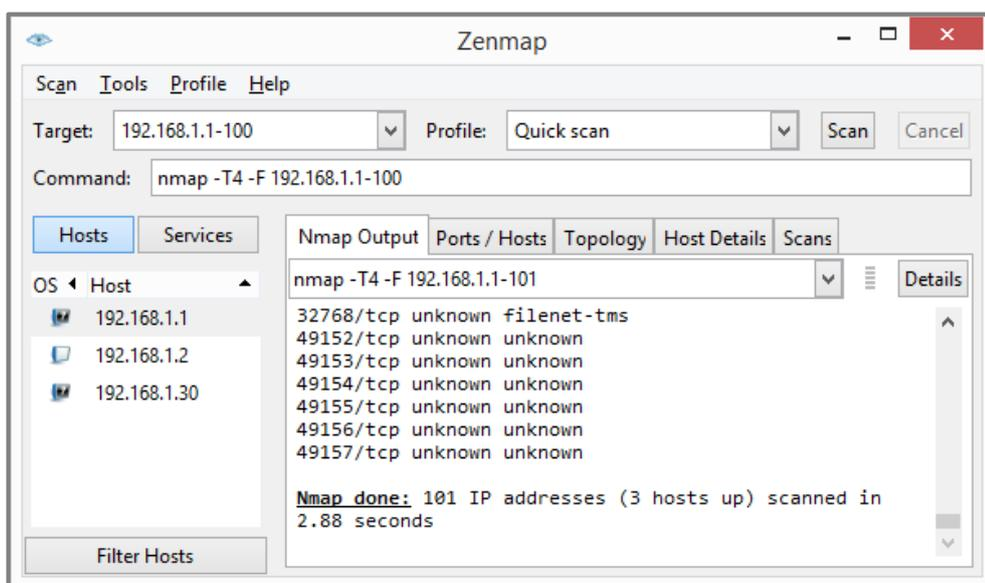 Zenmap
Scan Tools Profile Help
Target: 192.168.1.1-100 Profile: Quick scan Scan Cancel
Command: nmap -T4 -F 192.168.1.1-100
Hosts Services
Nmap Output Ports / Hosts Topology Host Details Scans
OS Host
nmap -T4 -F 192.168.1.1-101 Details
192.168.1.1
192.168.1.2
192.168.1.30
32768/tcp unknown filenet-tms
49152/tcp unknown unknown
49153/tcp unknown unknown
49154/tcp unknown unknown
49155/tcp unknown unknown
49156/tcp unknown unknown
49157/tcp unknown unknown
Nmap done: 101 IP addresses (3 hosts up) scanned in
2.88 seconds
Filter Hosts